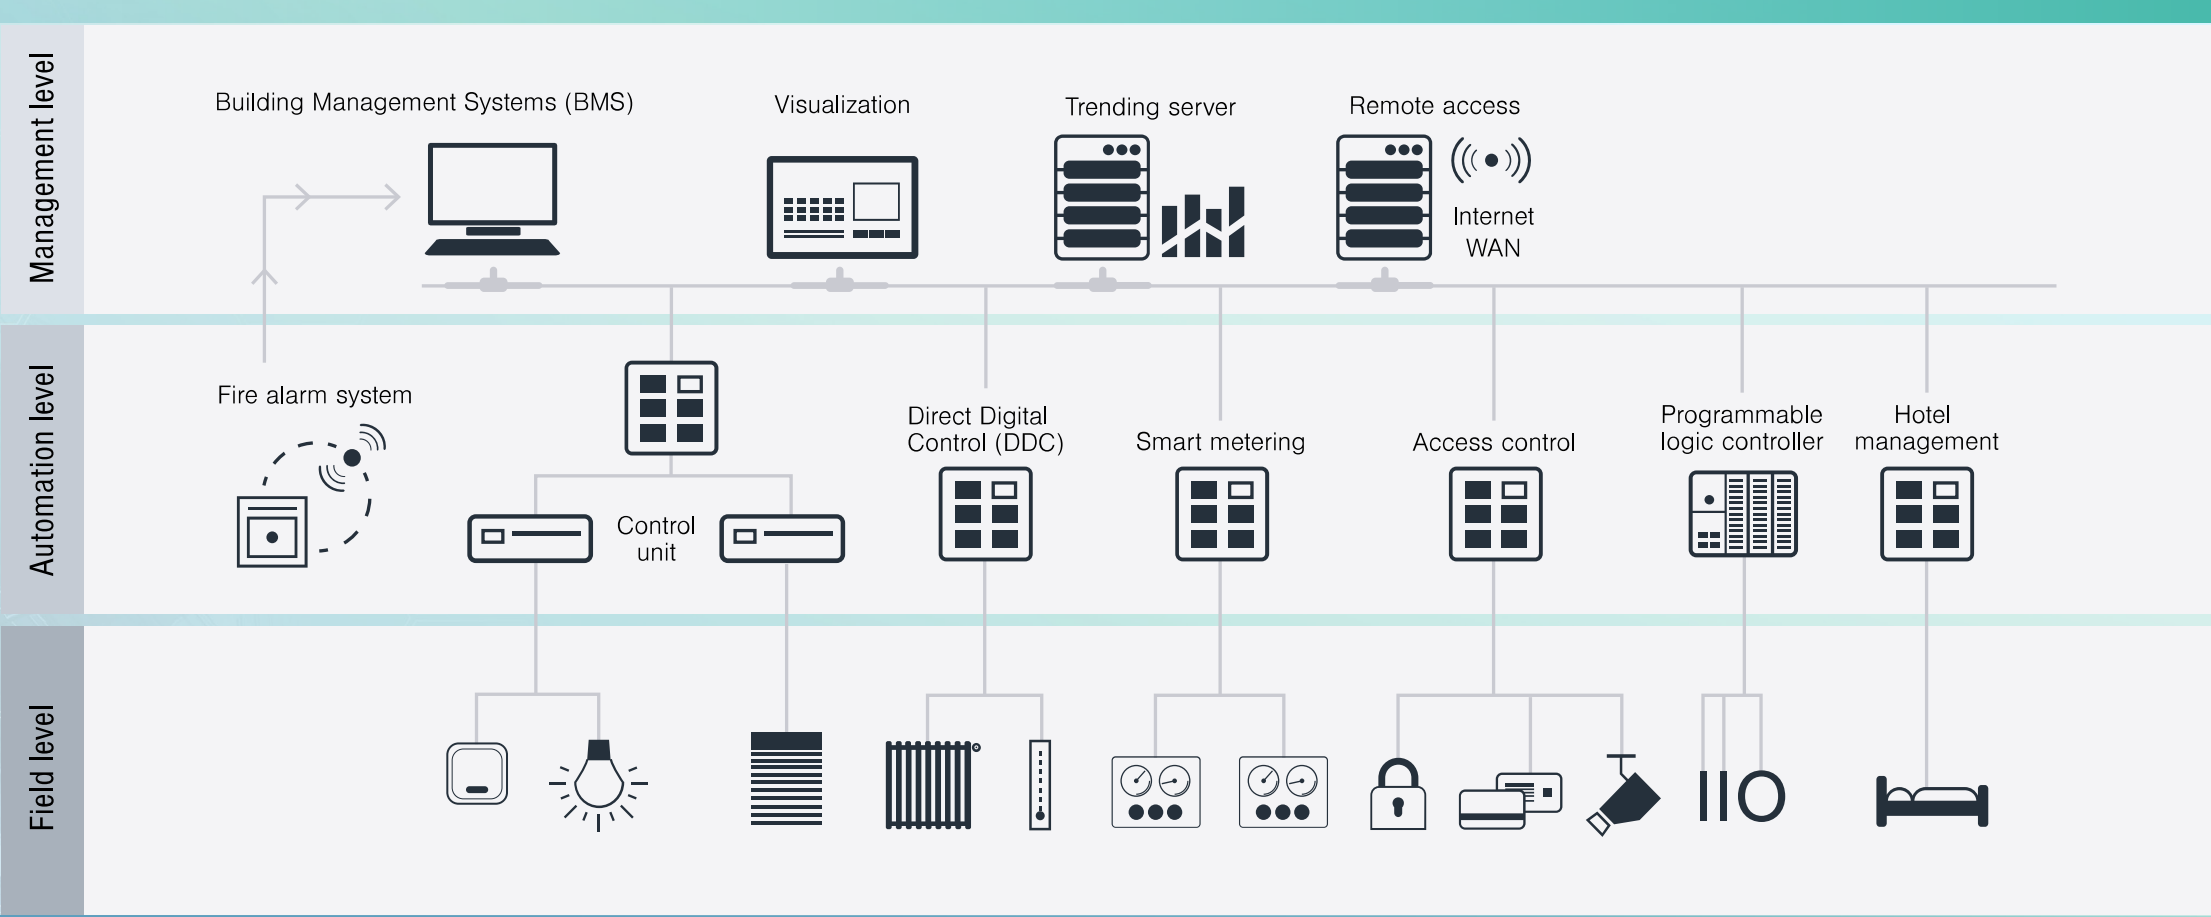 Management level
Building Management Systems (BMS)
Visualization
Trending server
Remote access
Internet
WAN
Automation level
Fire alarm system
Control
unit
Direct Digital
Control (DDC)
Smart metering
Access control
Programmable
logic controller
Hotel
management
Field level
IIO